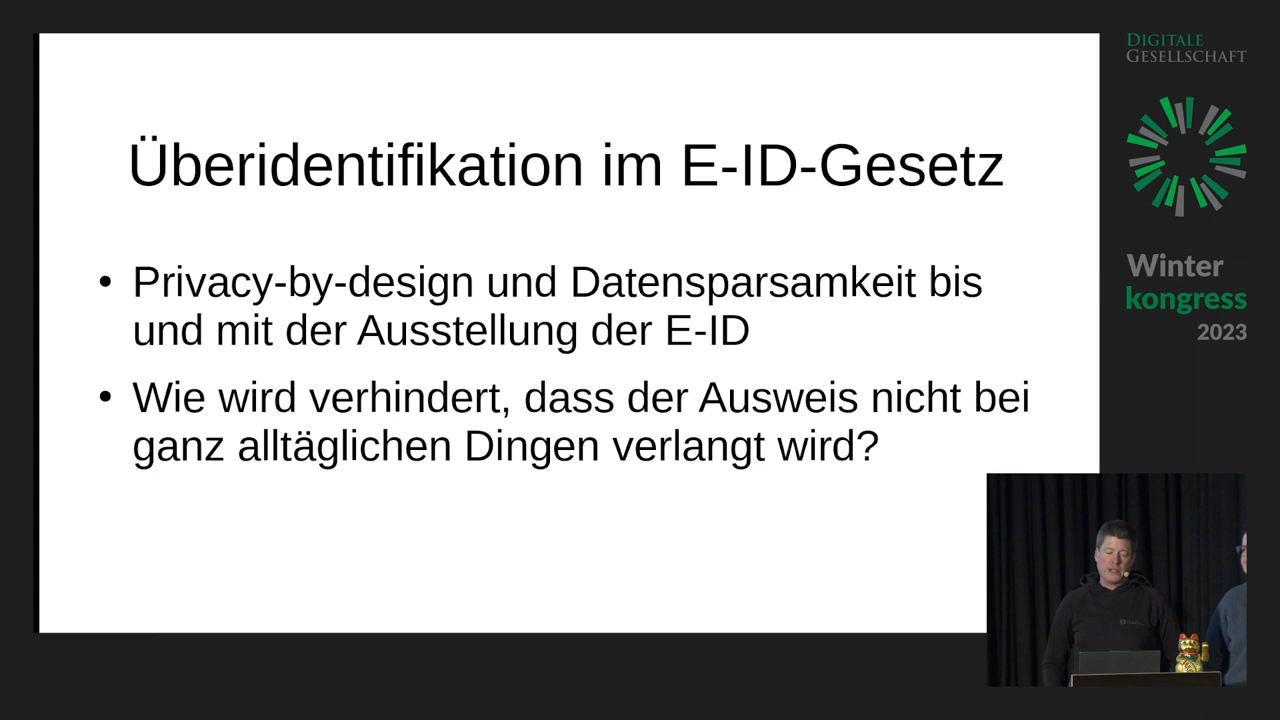 Überidentifikation im E-ID-Gesetz
Privacy-by-design und Datensparsamkeit bis
und mit der Ausstellung der E-ID
Wie wird verhindert, dass der Ausweis nicht bei
ganz alltäglichen Dingen verlangt wird?
DIGITALE
GESELLSCHAFT
Winter
kongress
2023